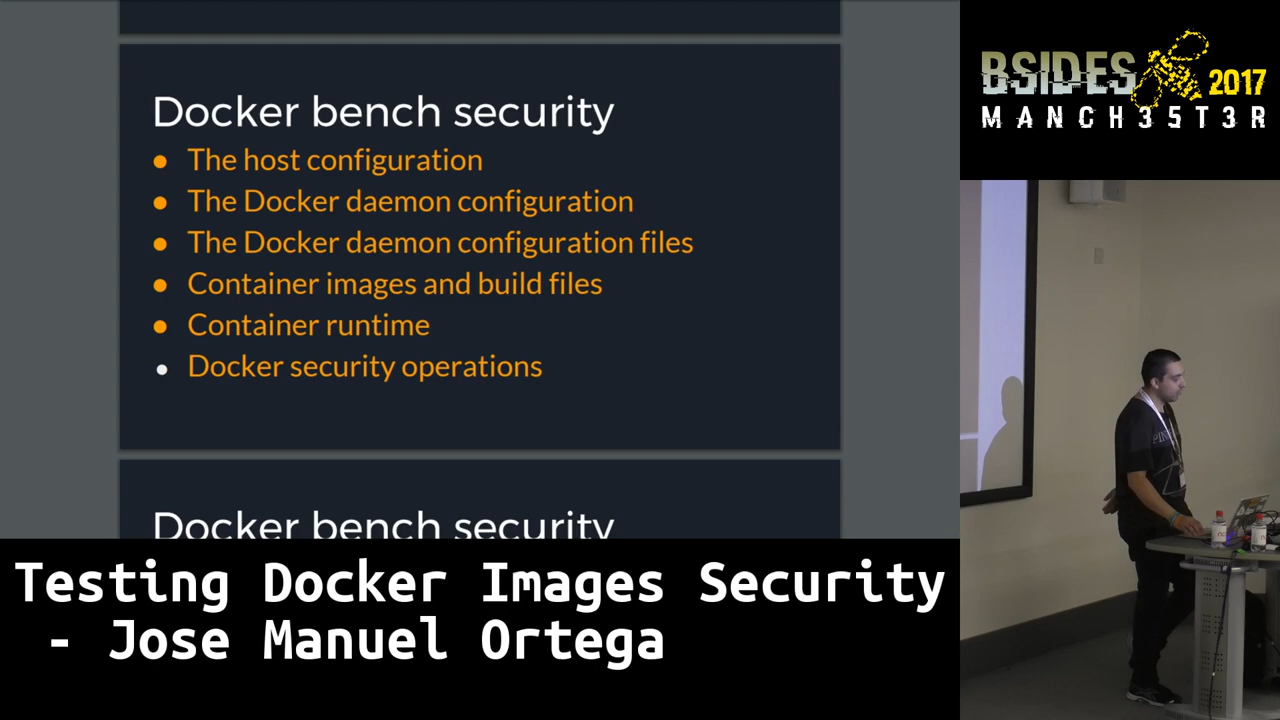 Docker bench security
● The host configuration
● The Docker daemon configuration
● The Docker daemon configuration files
● Container images and build files
● Container runtime
● Docker security operations
Docker bench security
BSIDES 2017
MANCH35T3R
Testing Docker Images Security
- Jose Manuel Ortega